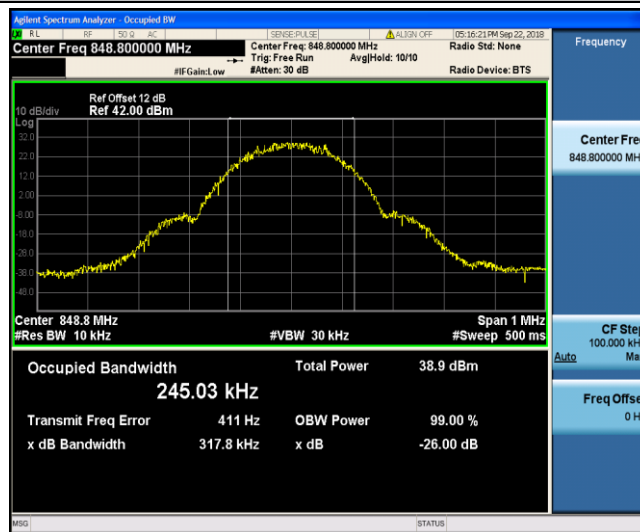 Agilent Spectrum Analyzer - Occupied BW
RL RF 50 Ω AC SENSE:PULSE ALIGN OFF 05:16:21 PM Sep 22, 2018
Center Freq 848.800000 MHz
Center Freq: 848.800000 MHz
Radio Std: None
Trig: Free Run Avg|Hold: 10/10
#IFGain:Low #Atten: 30 dB Radio Device: BTS
Frequency
Ref Offset 12 dB
10 dB/div Ref 42.00 dBm
Log
32.0
22.0
12.0
2.00
-8.00
-18.0
-28.0
-38.0
-48.0
Center Fre
848.800000 MH
Center 848.8 MHz Span 1 MHz
#Res BW 10 kHz #VBW 30 kHz #Sweep 500 ms
CF Ste
100.000 kH
Auto Ma
Occupied Bandwidth Total Power 38.9 dBm
245.03 kHz
Transmit Freq Error 411 Hz OBW Power 99.00 %
x dB Bandwidth 317.8 kHz x dB -26.00 dB
Freq Offse
0 H
MSG STATUS